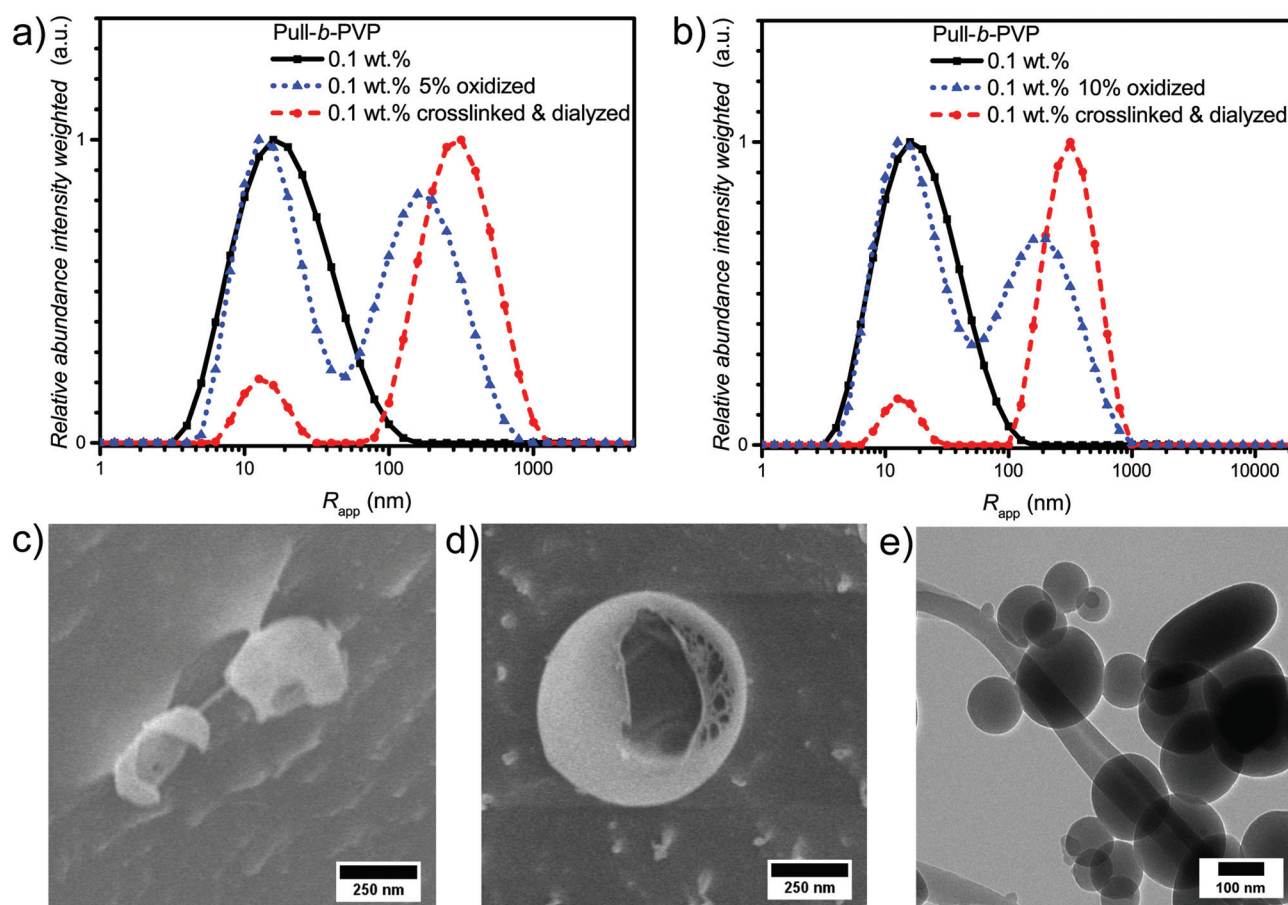 a)
Pull-b-PVP
0.1 wt.%
0.1 wt.% 5% oxidized
0.1 wt.% crosslinked & dialyzed
Relative abundance intensity weighted (a.u.)
1
0
1 10 100 1000
Rapp (nm)
b)
Pull-b-PVP
0.1 wt.%
0.1 wt.% 10% oxidized
0.1 wt.% crosslinked & dialyzed
Relative abundance intensity weighted (a.u.)
1
0
1 10 100 1000 10000
Rapp (nm)
c)
250 nm
d)
250 nm
e)
100 nm